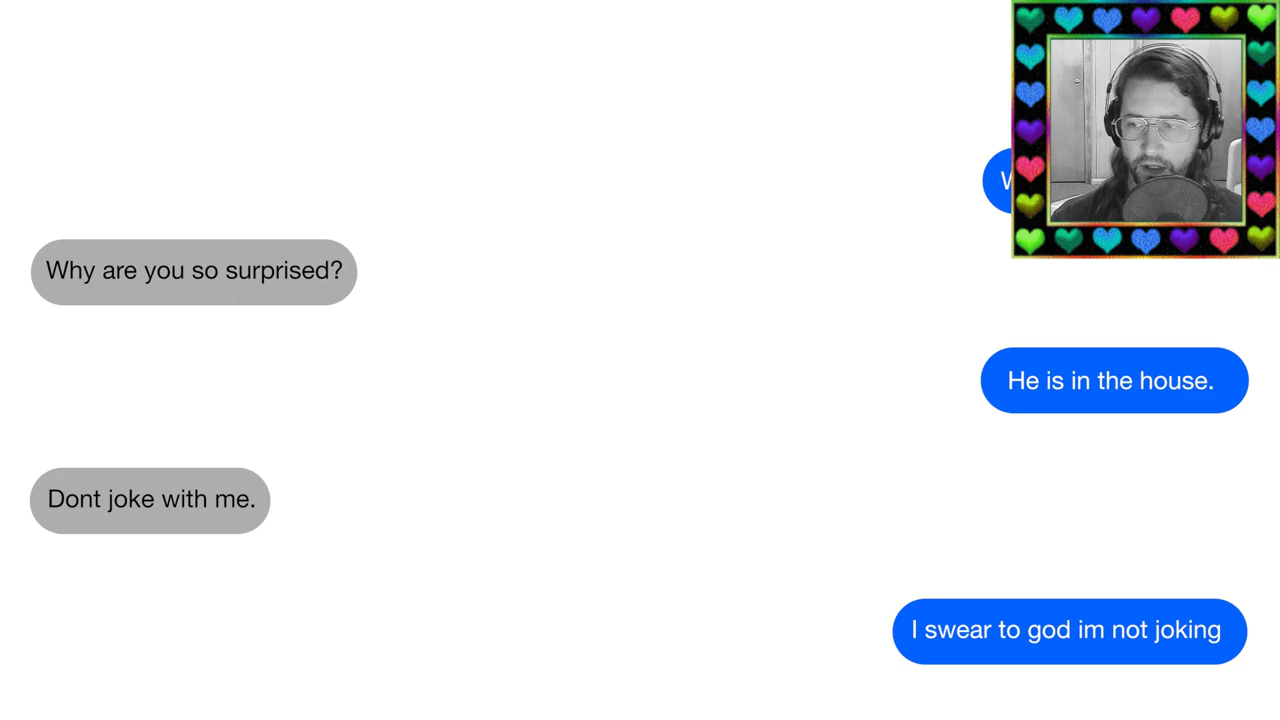 Why are you so surprised?
He is in the house.
Dont joke with me.
I swear to god im not joking